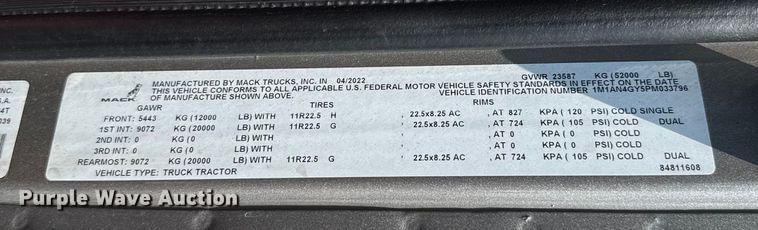 MANUFACTURED BY MACK TRUCKS, INC. IN 04/2022 GVWR 23587 KG (52000 LB)
THIS VEHICLE CONFORMS TO ALL APPLICABLE U.S. FEDERAL MOTOR VEHICLE SAFETY STANDARDS IN EFFECT ON THE DATE
MACK OF MANUFACTURE SHOWN ABOVE. VEHICLE IDENTIFICATION NUMBER 1M1AN4GY5PM033796
GAWR TIRES RIMS
FRONT: 5443 KG (12000 LB) WITH 11R22.5 H , 22.5x8.25 AC , AT 827 KPA ( 120 PSI) COLD SINGLE
1ST INT: 9072 KG (20000 LB) WITH 11R22.5 G , 22.5x8.25 AC , AT 724 KPA ( 105 PSI) COLD DUAL
2ND INT: 0 KG (0 LB) WITH , , AT 0 KPA ( 0 PSI) COLD
3RD INT: 0 KG (0 LB) WITH , , AT 0 KPA ( 0 PSI) COLD
REARMOST: 9072 KG (20000 LB) WITH 11R22.5 G , 22.5x8.25 AC , AT 724 KPA ( 105 PSI) COLD DUAL
VEHICLE TYPE: TRUCK TRACTOR 84811608
S.A.
4T
039
Purple Wave Auction